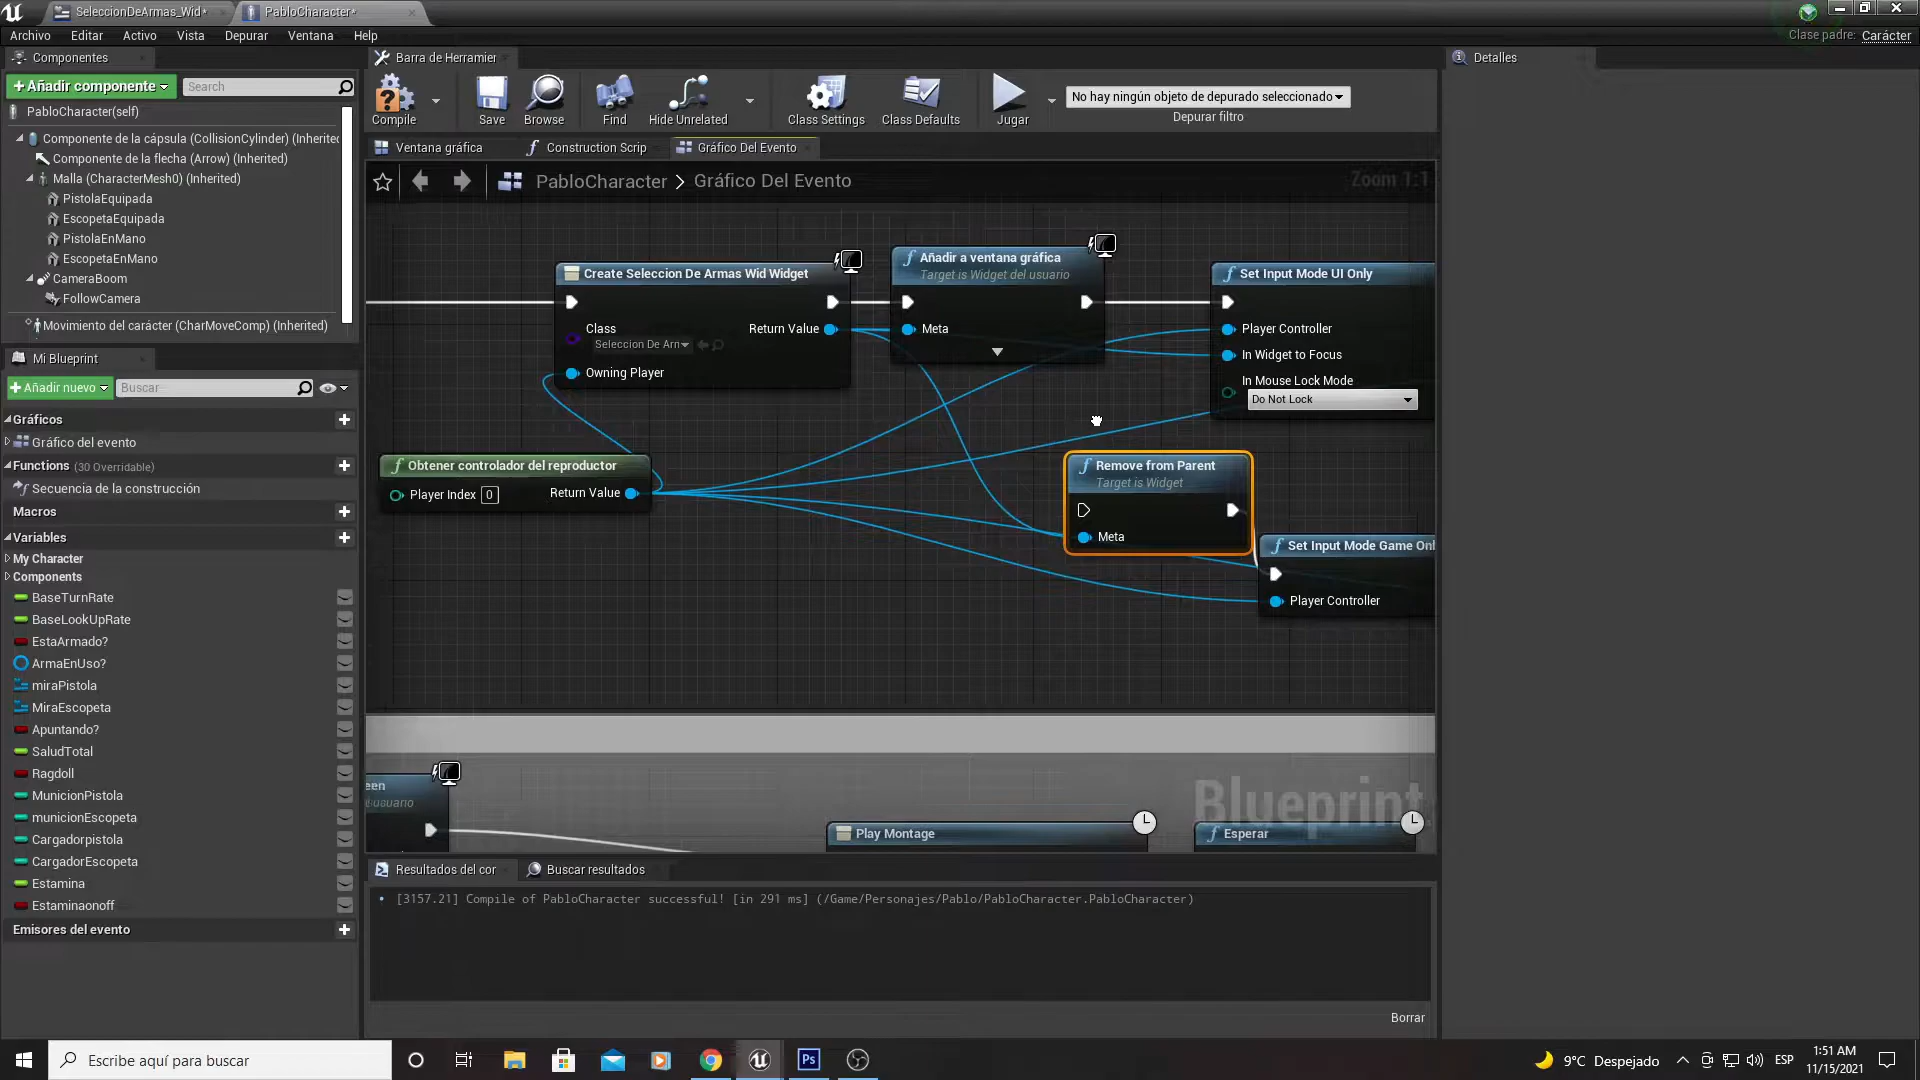 SeleccionDeArmas_Wid*
PabloCharacter*
Archivo Editar Activo Vista Depurar Ventana Help
Clase padre: Carácter
Componentes
Barra de Herramier
Detalles
Añadir componente
Search
PabloCharacter(self)
Componente de la cápsula (CollisionCylinder) (Inherited
Componente de la flecha (Arrow) (Inherited)
Malla (CharacterMesh0) (Inherited)
PistolaEquipada
EscopetaEquipada
PistolaEnMano
EscopetaEnMano
CameraBoom
FollowCamera
Movimiento del carácter (CharMoveComp) (Inherited)
Compile Save Browse Find Hide Unrelated Class Settings Class Defaults Jugar
No hay ningún objeto de depurado seleccionado
Depurar filtro
Ventana gráfica
Construction Scrip
Gráfico Del Evento
PabloCharacter > Gráfico Del Evento
Zoom 1:1
Create Seleccion De Armas Wid Widget
Class
Seleccion De Arn
Return Value
Owning Player
Añadir a ventana gráfica
Target is Widget del usuario
Meta
Set Input Mode UI Only
Player Controller
In Widget to Focus
In Mouse Lock Mode
Do Not Lock
Obtener controlador del reproductor
Player Index 0
Return Value
Remove from Parent
Target is Widget
Meta
Set Input Mode Game Onl
Player Controller
een
usuario
Play Montage
Esperar
Blueprint
Mi Blueprint
Añadir nuevo
Buscar
Gráficos
Gráfico del evento
Functions (30 Overridable)
Secuencia de la construcción
Macros
Variables
My Character
Components
BaseTurnRate
BaseLookUpRate
EstaArmado?
ArmaEnUso?
miraPistola
MiraEscopeta
Apuntando?
SaludTotal
Ragdoll
MunicionPistola
municionEscopeta
Cargadorpistola
CargadorEscopeta
Estamina
Estaminaonoff
Emisores del evento
Resultados del cor
Buscar resultados
[3157.21] Compile of PabloCharacter successful! [in 291 ms] (/Game/Personajes/Pablo/PabloCharacter.PabloCharacter)
Borrar
Escribe aquí para buscar
Ps
9°C Despejado
ESP
1:51 AM
11/15/2021